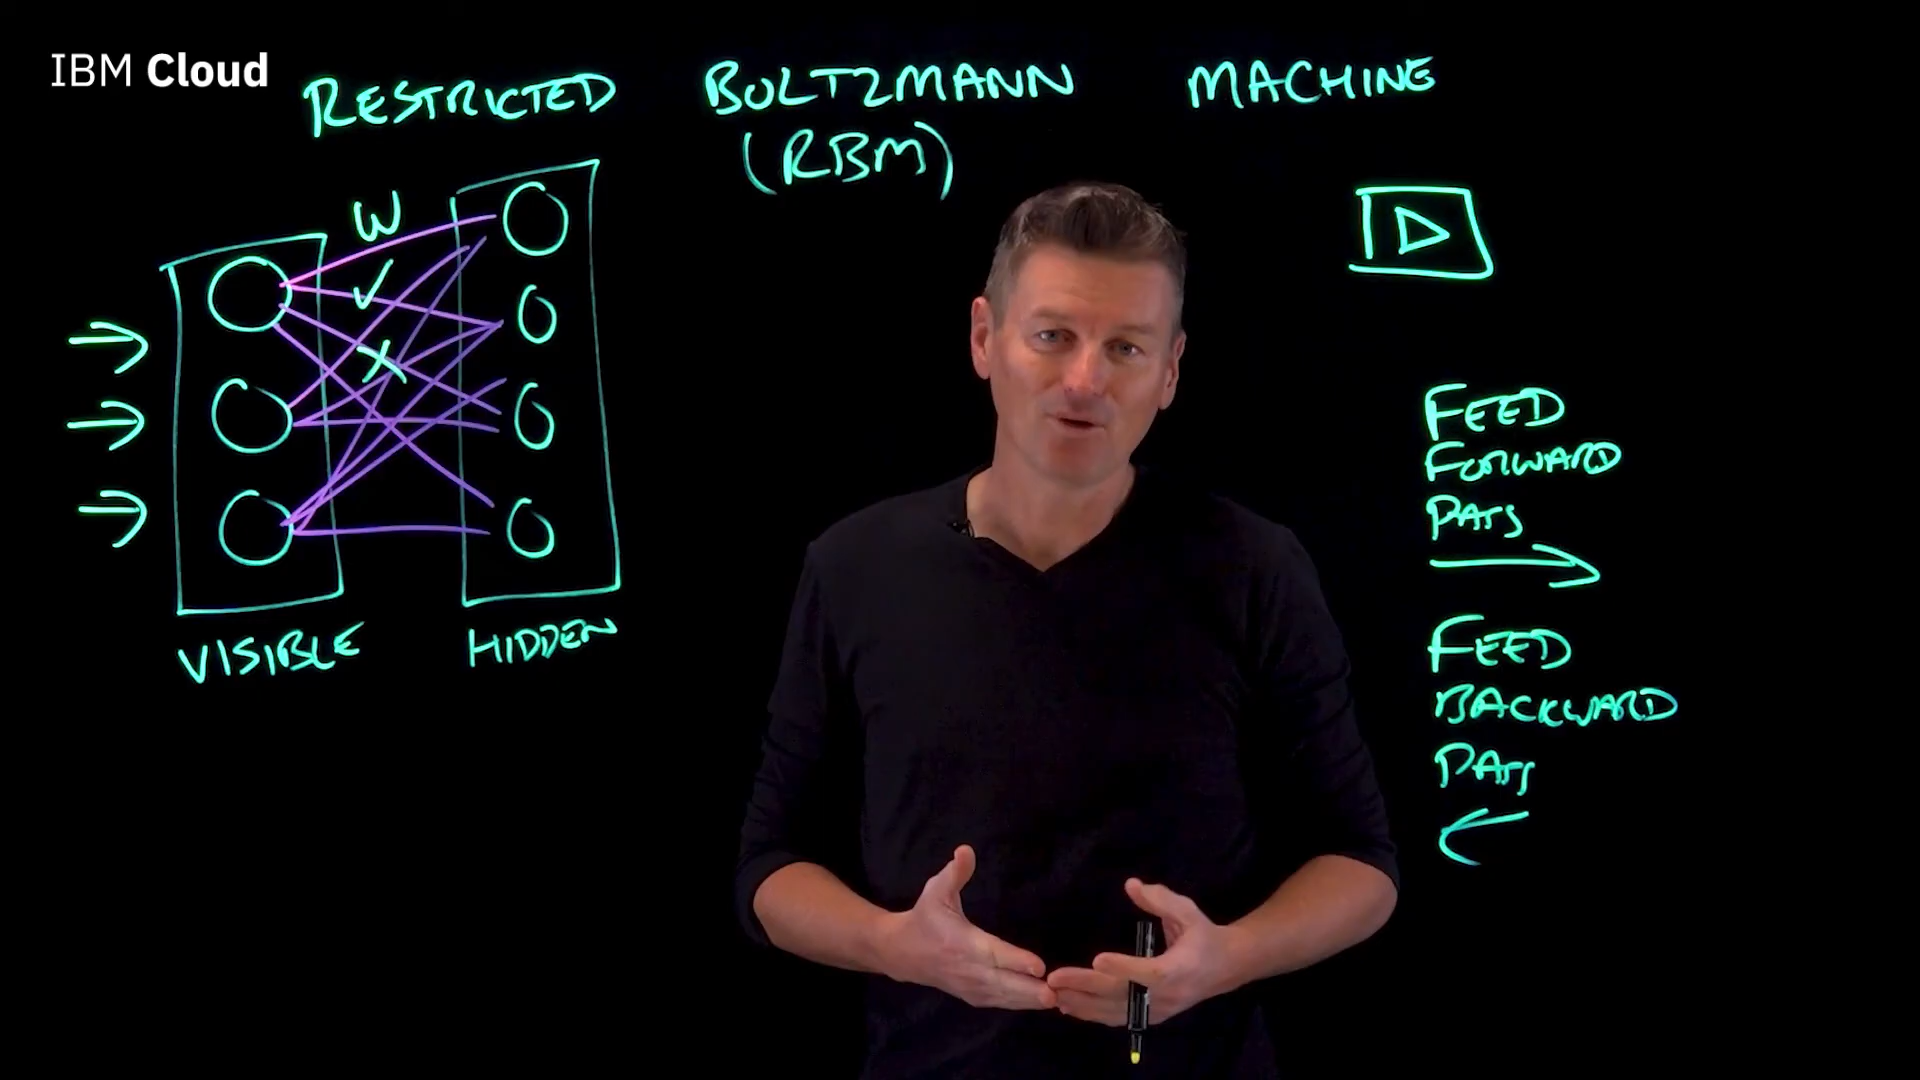 IBM Cloud
RESTRICTED BOLTZMANN MACHINE
(RBM)
W
✓
X
VISIBLE
HIDDEN
FEED
FORWARD
PASS
FEED
BACKWARD
PASS